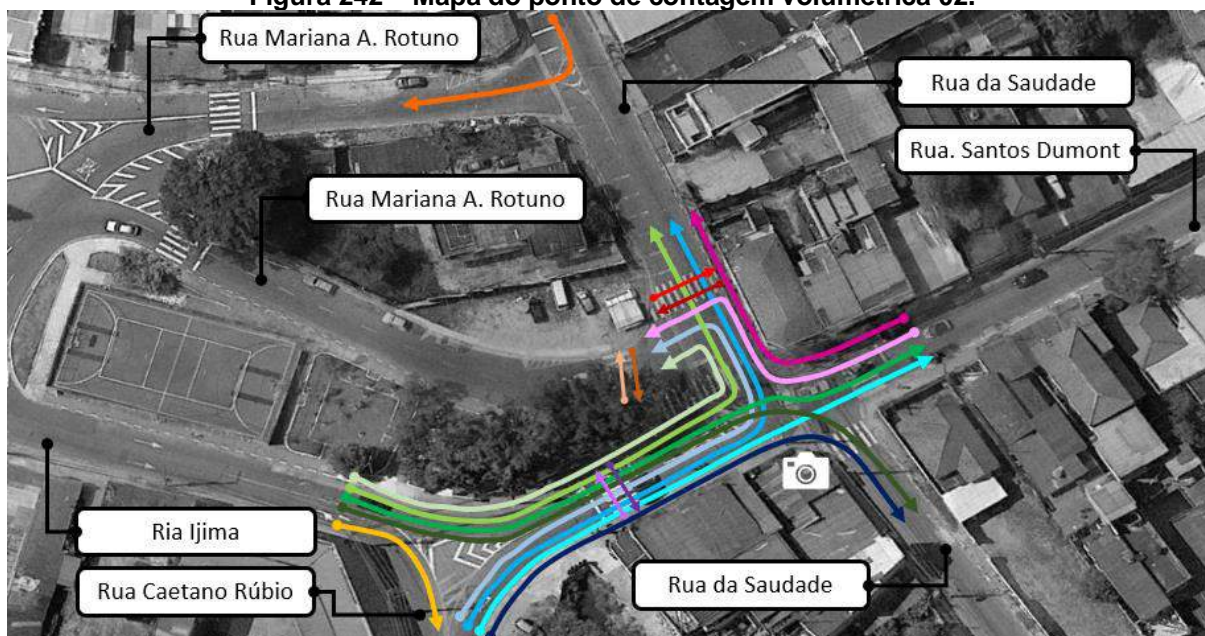 Figura 242 – Mapa do ponto de contagem volumétrica 02.
Rua Mariana A. Rotuno
Rua da Saudade
Rua. Santos Dumont
Rua Mariana A. Rotuno
Ria Ijima
Rua Caetano Rúbio
Rua da Saudade